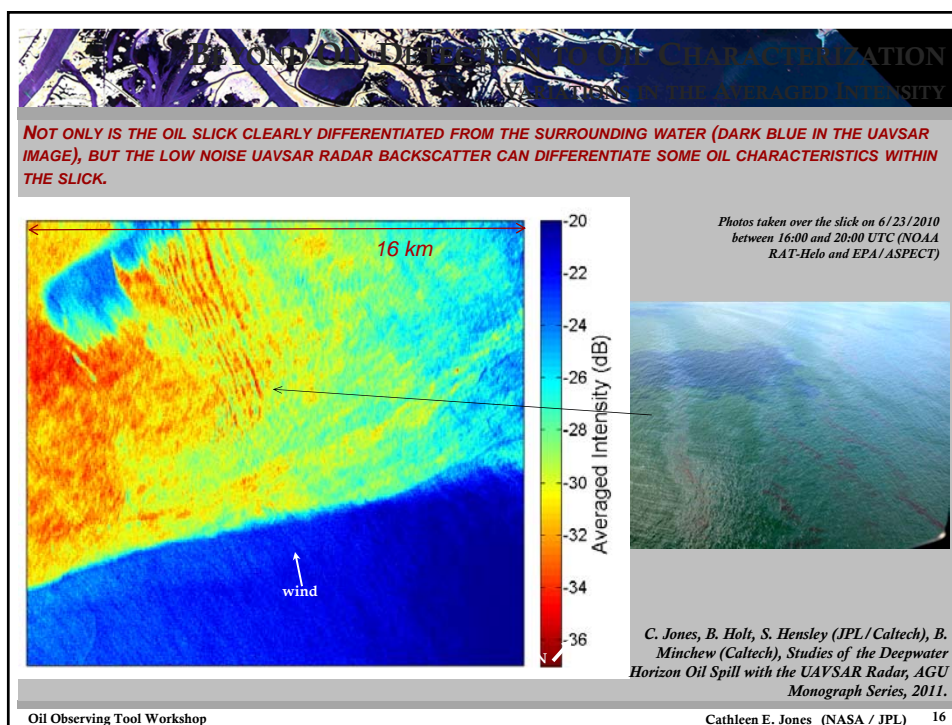 BEYOND OIL DETECTION TO OIL CHARACTERIZATION
VARIATIONS IN THE AVERAGED INTENSITY
NOT ONLY IS THE OIL SLICK CLEARLY DIFFERENTIATED FROM THE SURROUNDING WATER (DARK BLUE IN THE UAVSAR
IMAGE), BUT THE LOW NOISE UAVSAR RADAR BACKSCATTER CAN DIFFERENTIATE SOME OIL CHARACTERISTICS WITHIN
THE SLICK.
16 km
-20
-22
-24
-26
-28
-30
-32
-34
-36
Averaged Intensity (dB)
wind
N
Photos taken over the slick on 6/23/2010
between 16:00 and 20:00 UTC (NOAA
RAT-Helo and EPA/ASPECT)
C. Jones, B. Holt, S. Hensley (JPL/Caltech), B.
Minchew (Caltech), Studies of the Deepwater
Horizon Oil Spill with the UAVSAR Radar, AGU
Monograph Series, 2011.
Oil Observing Tool Workshop
Cathleen E. Jones (NASA / JPL) 16